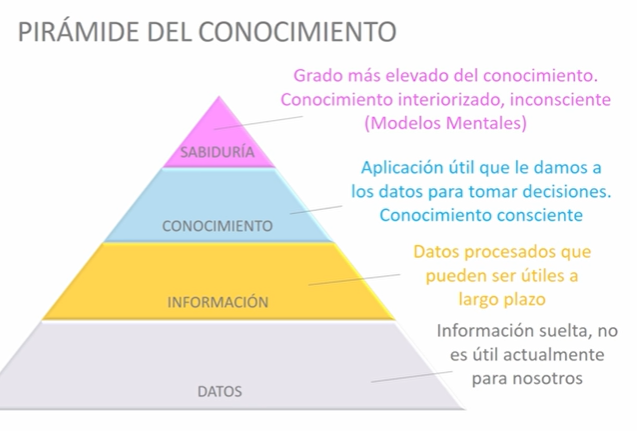 PIRÁMIDE DEL CONOCIMIENTO
Grado más elevado del conocimiento.
Conocimiento interiorizado, inconsciente
(Modelos Mentales)
SABIDURÍA
Aplicación útil que le damos a
los datos para tomar decisiones.
Conocimiento consciente
CONOCIMIENTO
Datos procesados que
pueden ser útiles a
largo plazo
INFORMACIÓN
Información suelta, no
es útil actualmente
para nosotros
DATOS